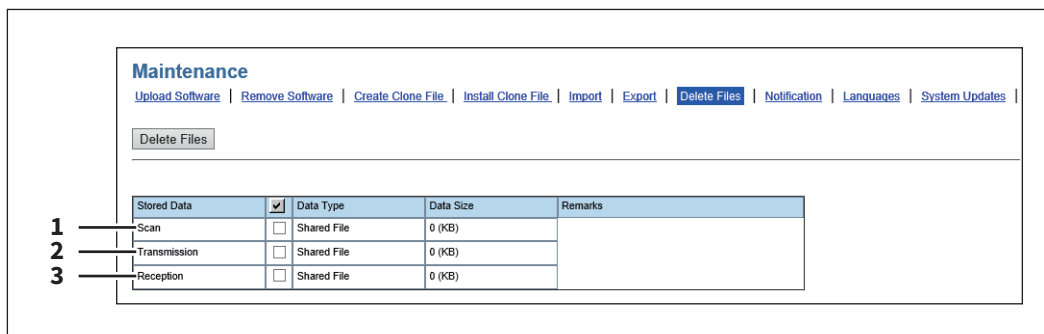 Maintenance
Upload Software | Remove Software | Create Clone File | Install Clone File | Import | Export | Delete Files | Notification | Languages | System Updates |
Delete Files
Stored Data Data Type Data Size Remarks
1 Scan Shared File 0 (KB)
2 Transmission Shared File 0 (KB)
3 Reception Shared File 0 (KB)